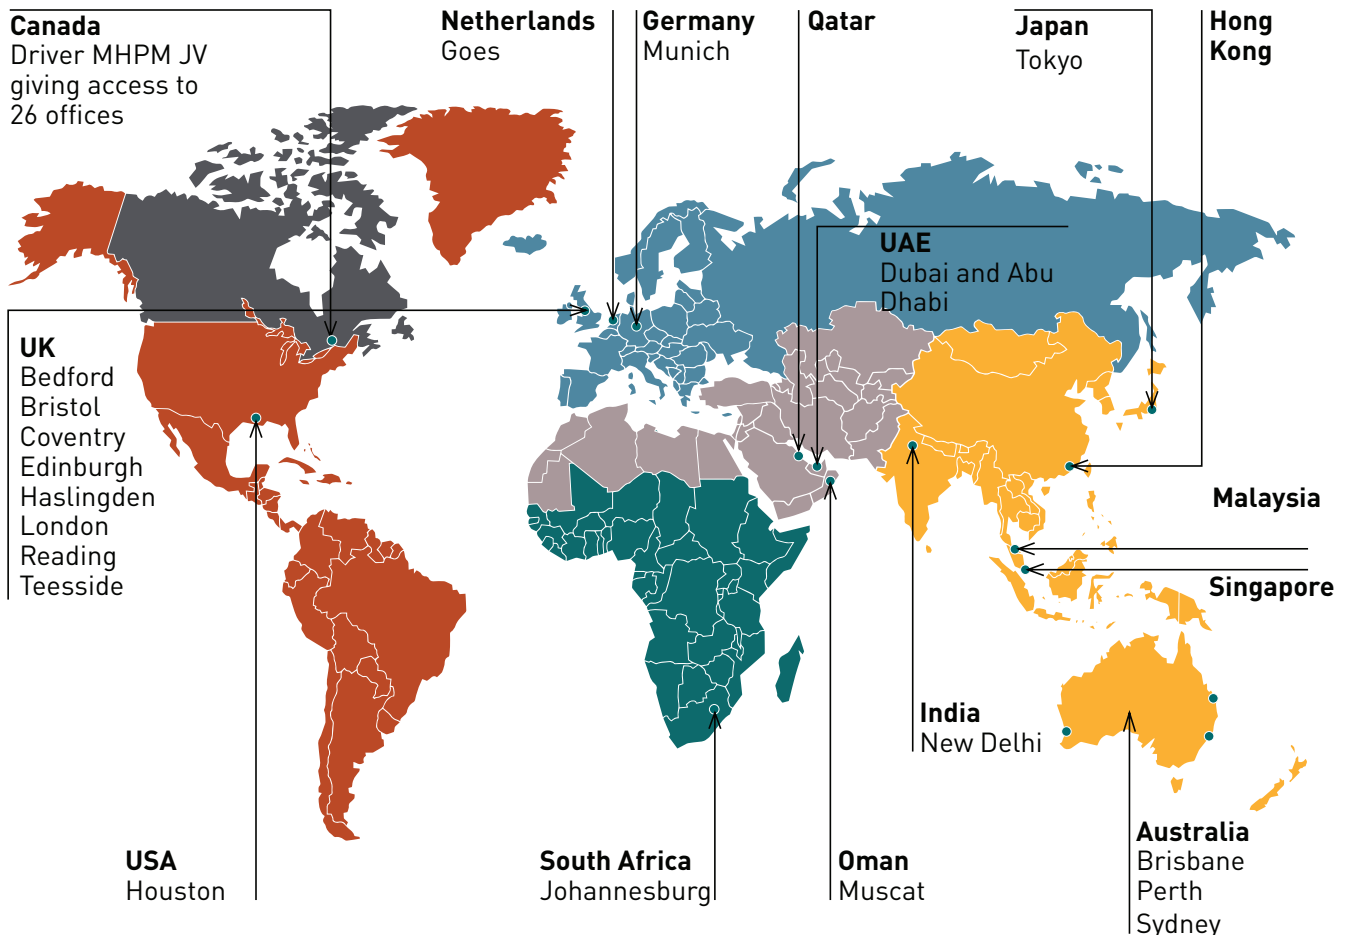 Canada
Driver MHPM JV
giving access to
26 offices
Netherlands
Goes
Germany
Munich
Qatar
Japan
Tokyo
Hong
Kong
UAE
Dubai and Abu
Dhabi
UK
Bedford
Bristol
Coventry
Edinburgh
Haslingden
London
Reading
Teesside
Malaysia
Singapore
India
New Delhi
USA
Houston
South Africa
Johannesburg
Oman
Muscat
Australia
Brisbane
Perth
Sydney